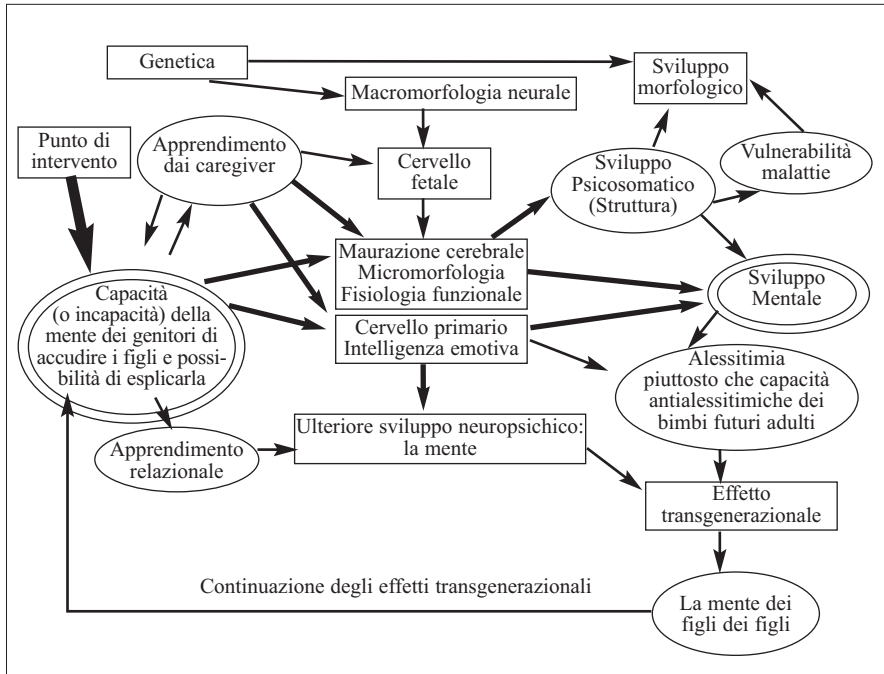 Genetica
Sviluppo
morfologico
Macromorfologia neurale
Punto di
intervento
Apprendimento
dai caregiver
Cervello
fetale
Sviluppo
Psicosomatico
(Struttura)
Vulnerabilità
malattie
Maurazione cerebrale
Micromorfologia
Fisiologia funzionale
Sviluppo
Mentale
Capacità
(o incapacità) della
mente dei genitori di
accudire i figli e possi-
bilità di esplicarla
Cervello primario
Intelligenza emotiva
Alessitimia
piuttosto che capacità
antialessitimiche dei
bimbi futuri adulti
Apprendimento
relazionale
Ulteriore sviluppo neuropsichico:
la mente
Effetto
transgenerazionale
Continuazione degli effetti transgenerazionali
La mente dei
figli dei figli